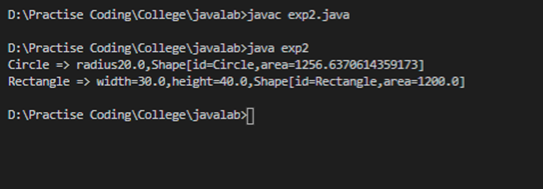 D:\Practise Coding\College\javalab>javac exp2.java
D:\Practise Coding\College\javalab>java exp2
Circle => radius20.0,Shape[id=Circle,area=1256.6370614359173]
Rectangle => width=30.0,height=40.0,Shape[id=Rectangle,area=1200.0]
D:\Practise Coding\College\javalab>